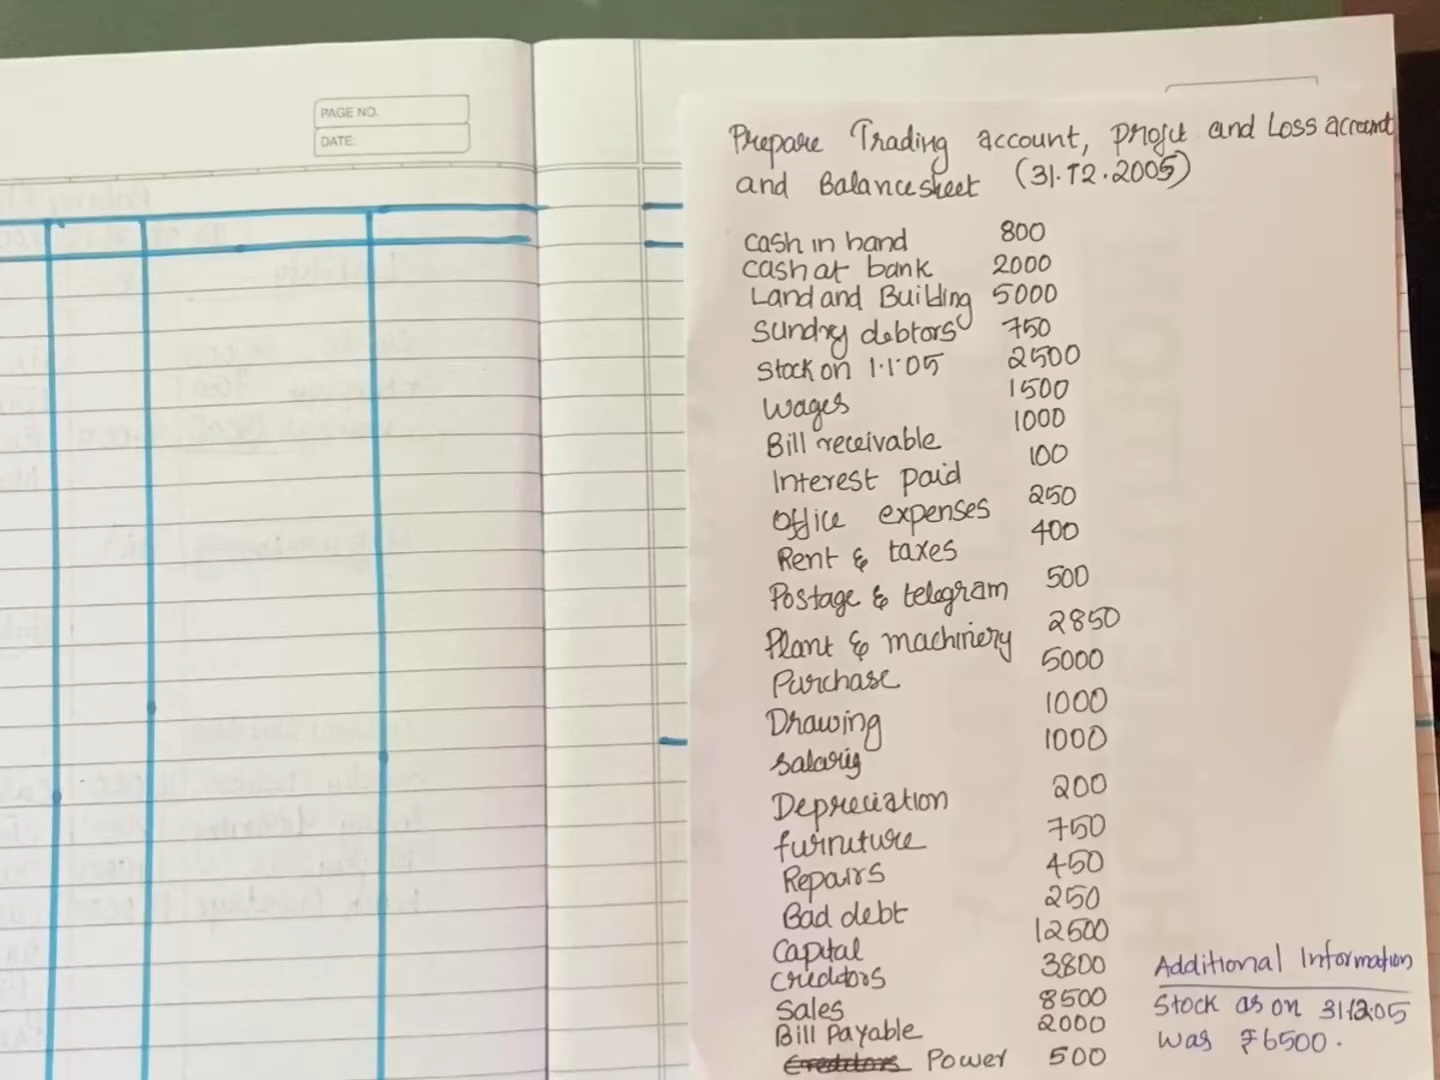 PAGE NO.
DATE:
Prepare Trading account, profit and Loss account
and Balancesheet (31.12.2005)
cash in hand 800
cash at bank 2000
Land and Building 5000
Sundry debtors 750
Stock on 1.1.05 2500
Wages 1500
Bill receivable 1000
Interest paid 100
Office expenses 250
Rent & taxes 400
Postage & telegram 500
Plant & machinery 2850
Purchase 5000
Drawing 1000
Salarig 1000
Depreciation 200
furniture 750
Repairs 450
Bad debt 250
Capital 12500
Creditors 3800
Sales 8500
Bill Payable 2000
Power 500
Additional Information
Stock as on 31.12.05
was ₹6500.